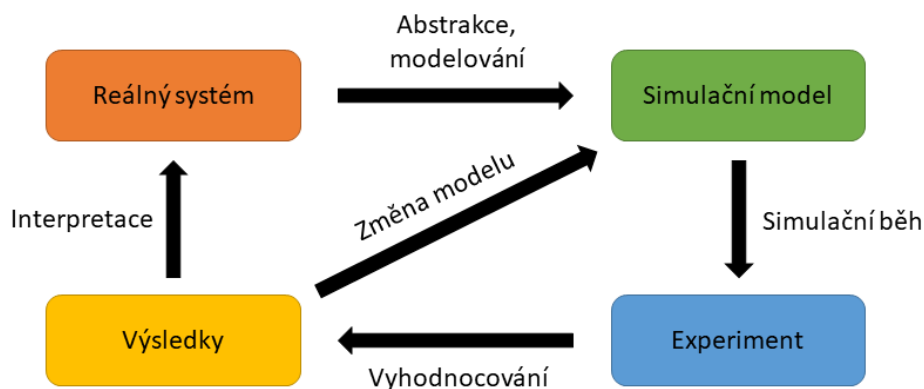 Abstrakce,
modelování
Reálný systém
Simulační model
Změna modelu
Interpretace
Simulační běh
Výsledky
Experiment
Vyhodnocování